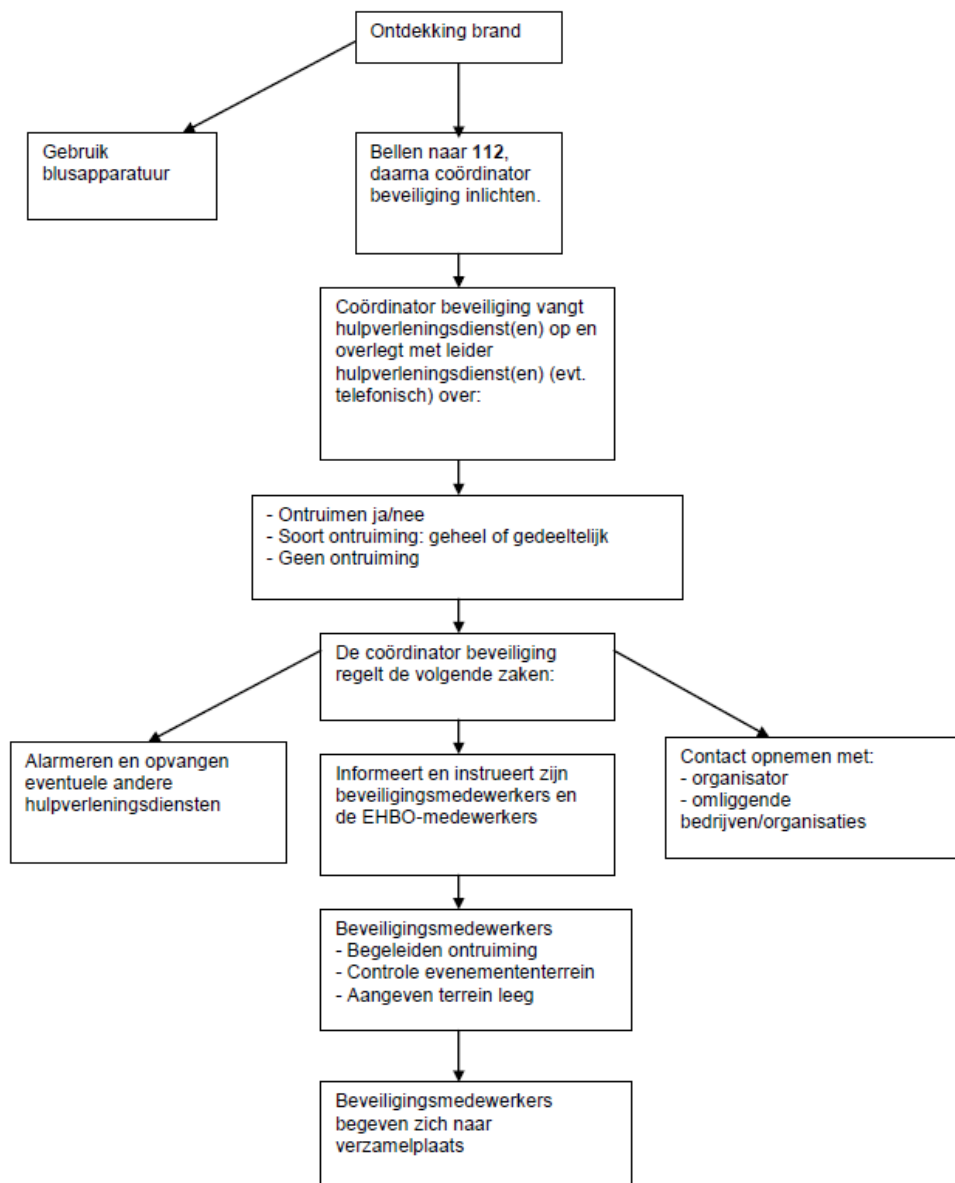 Ontdekking brand
Gebruik
blusapparatuur
Bellen naar 112,
daarna coördinator
beveiliging inlichten.
Coördinator beveiliging vangt
hulpverleningsdienst(en) op en
overlegt met leider
hulpverleningsdienst(en) (evt.
telefonisch) over:
- Ontruimen ja/nee
- Soort ontruiming: geheel of gedeeltelijk
- Geen ontruiming
De coördinator beveiliging
regelt de volgende zaken:
Alarmeren en opvangen
eventuele andere
hulpverleningsdiensten
Informeert en instrueert zijn
beveiligingsmedewerkers en
de EHBO-medewerkers
Contact opnemen met:
- organisator
- omliggende
bedrijven/organisaties
Beveiligingsmedewerkers
- Begeleiden ontruiming
- Controle evenemententerrein
- Aangeven terrein leeg
Beveiligingsmedewerkers
begeven zich naar
verzamelplaats